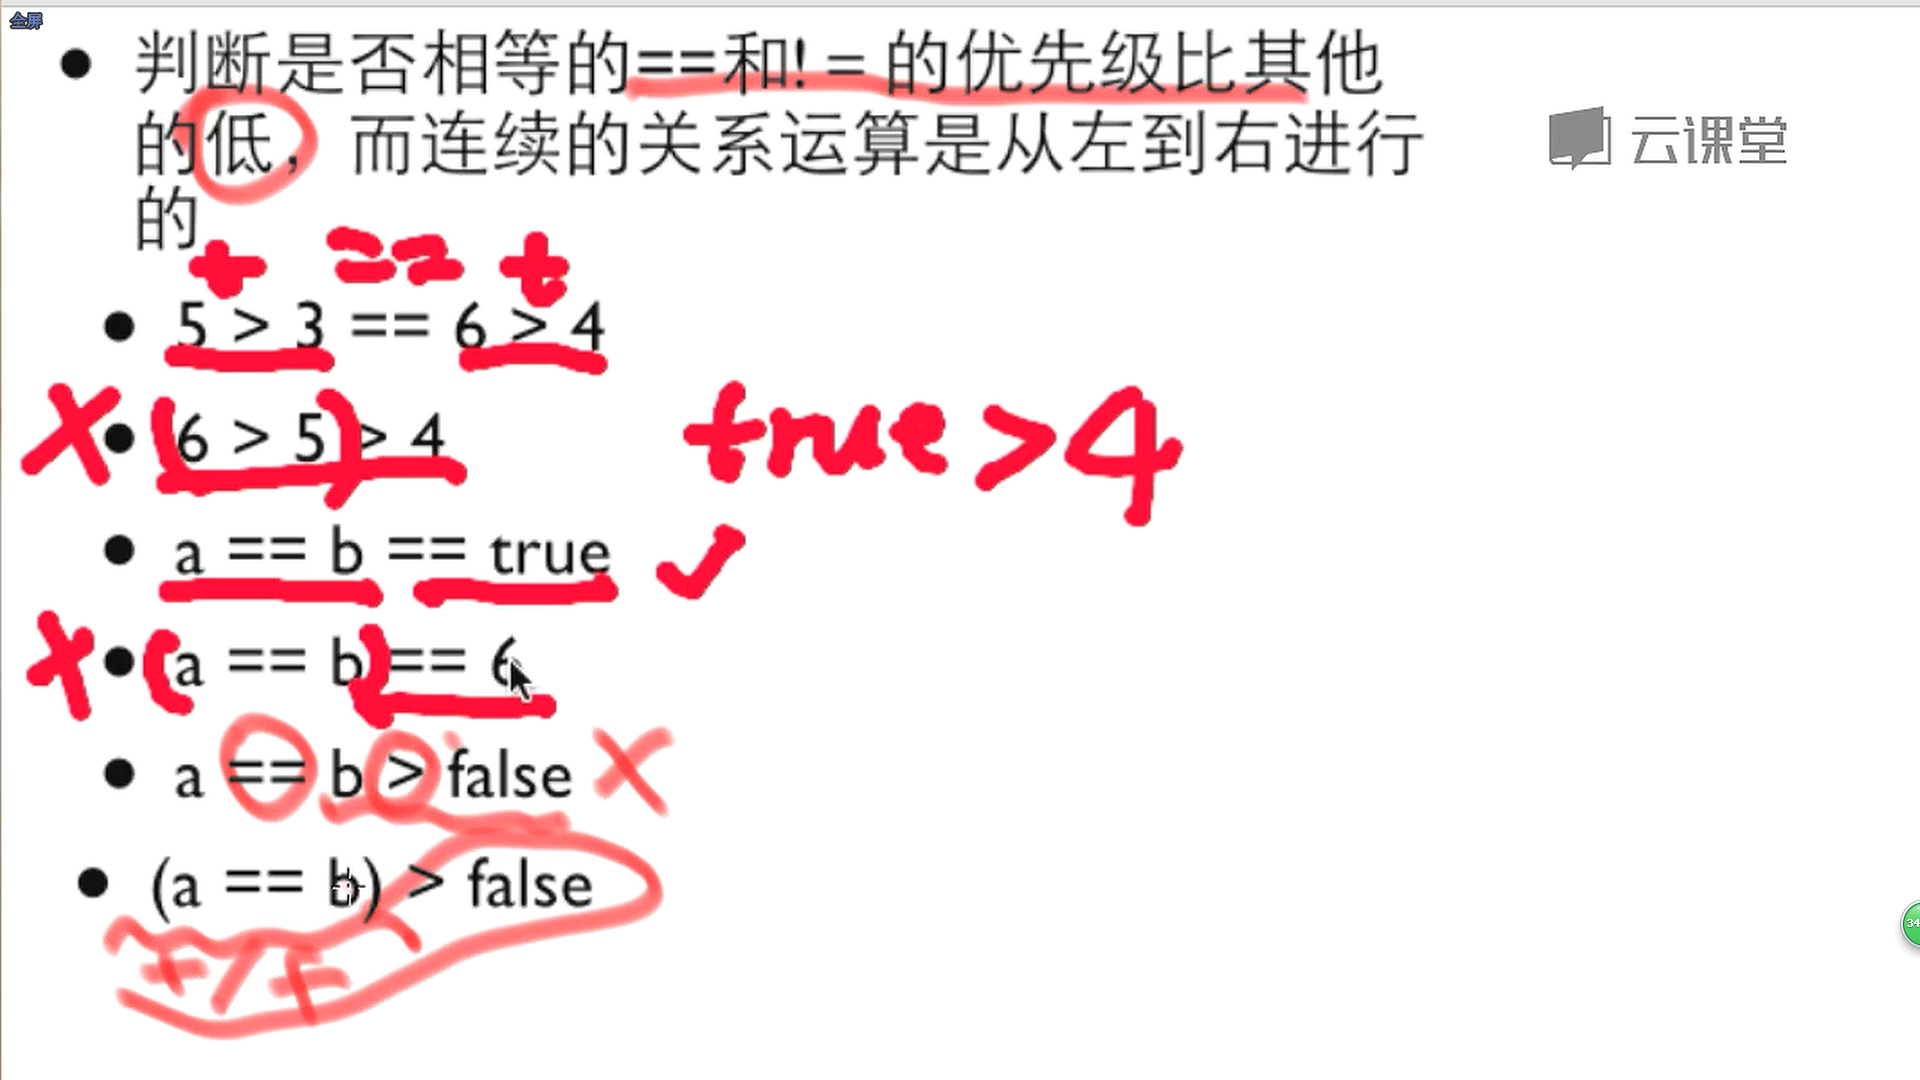 全屏
判断是否相等的==和! = 的优先级比其他
的低，而连续的关系运算是从左到右进行
的
云课堂
t == t
5 > 3 == 6 > 4
(6 > 5) > 4
true>4
a == b == true
(a == b) == 6
a == b > false
(a == b) > false
34